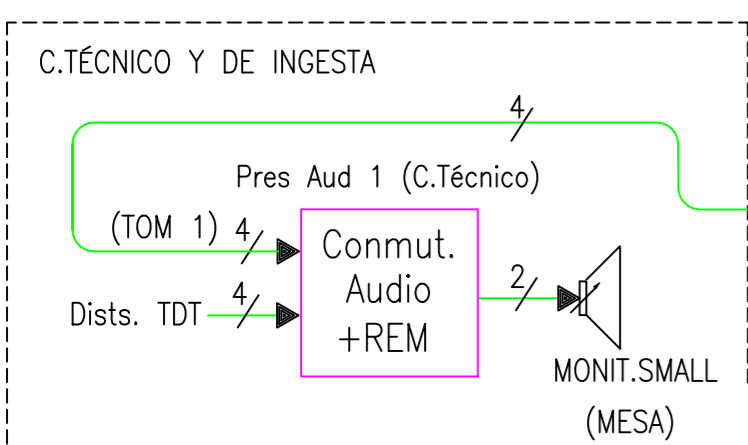 C.TÉCNICO Y DE INGESTA
4
Pres Aud 1 (C.Técnico)
(TOM 1) 4
Conmut.
Audio
+REM
2
Dists. TDT 4
MONIT.SMALL
(MESA)